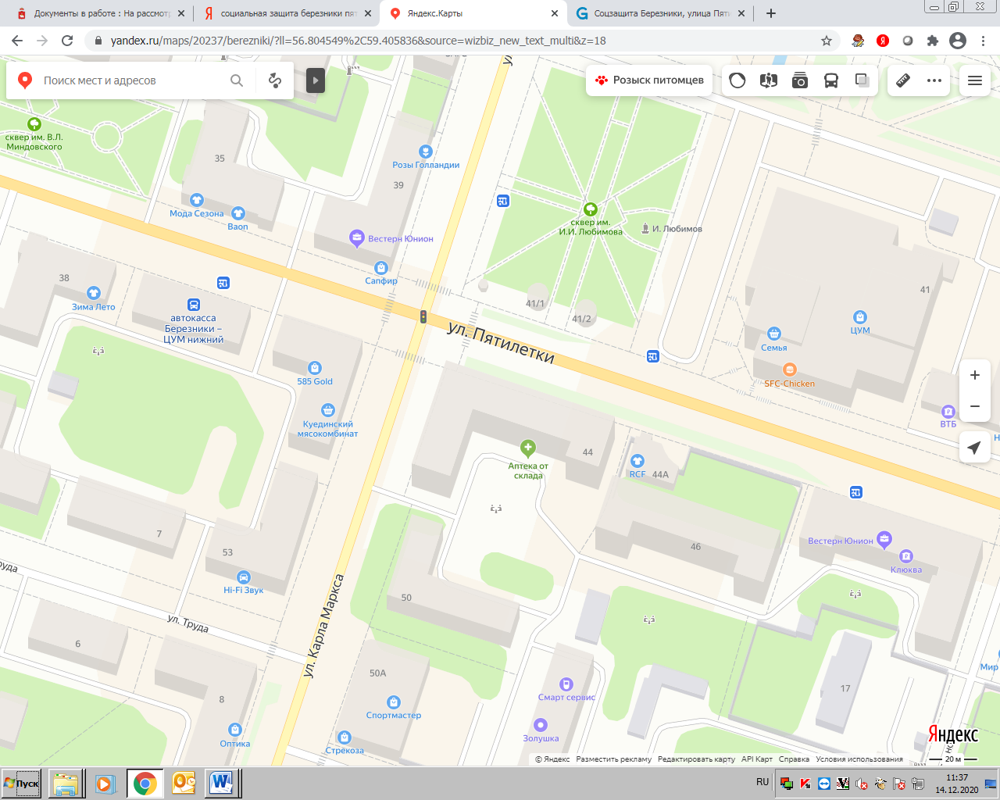 Документы в работе : На рассмотр
социальная защита березники пят
Яндекс.Карты
Соцзащита Березники, улица Пяти
yandex.ru/maps/20237/berezniki/?ll=56.804549%2C59.405836&source=wizbiz_new_text_multi&z=18
Поиск мест и адресов
Розыск питомцев
сквер им. В.Л.
Миндовского
35
39
Розы Голландии
Мода Сезона
Baon
Вестерн Юнион
Сапфир
сквер им.
И.И. Любимова
И. Любимов
38
Зима Лето
автокасса
Березники –
ЦУМ нижний
41/1
41/2
41
ЦУМ
Семья
SFC-Chicken
ВТБ
ул. Пятилетки
585 Gold
Куединский
мясокомбинат
44
Аптека от
склада
RCF
44А
46
Вестерн Юнион
Клюква
7
53
Hi-Fi Звук
ул. Труда
ул. Карла Маркса
50
6
8
50А
Спортмастер
Оптика
Стрекоза
Смарт сервис
Золушка
17
Мир
Яндекс
© Яндекс Разместить рекламу Редактировать карту API Карт Справка Условия использования
20 м
Пуск
RU
11:37
14.12.2020